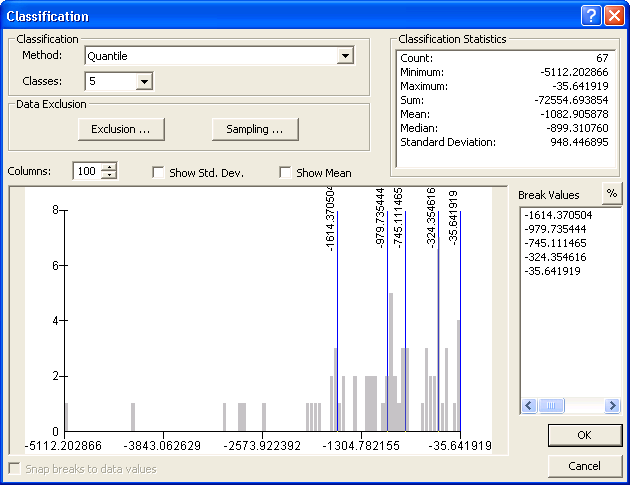 Classification
Classification
Method: Quantile
Classes: 5
Data Exclusion
Exclusion ... Sampling ...
Classification Statistics
Count: 67
Minimum: -5112.202866
Maximum: -35.641919
Sum: -72554.693854
Mean: -1082.905878
Median: -899.310760
Standard Deviation: 948.446895
Columns: 100 Show Std. Dev. Show Mean
Break Values %
-1614.370504
-979.735444
-745.111465
-324.354616
-35.641919
-1614.370504
-979.735444
-745.111465
-324.354616
-35.641919
8
6
4
2
0
-5112.202866 -3843.062629 -2573.922392 -1304.782155 -35.641919
Snap breaks to data values
OK
Cancel